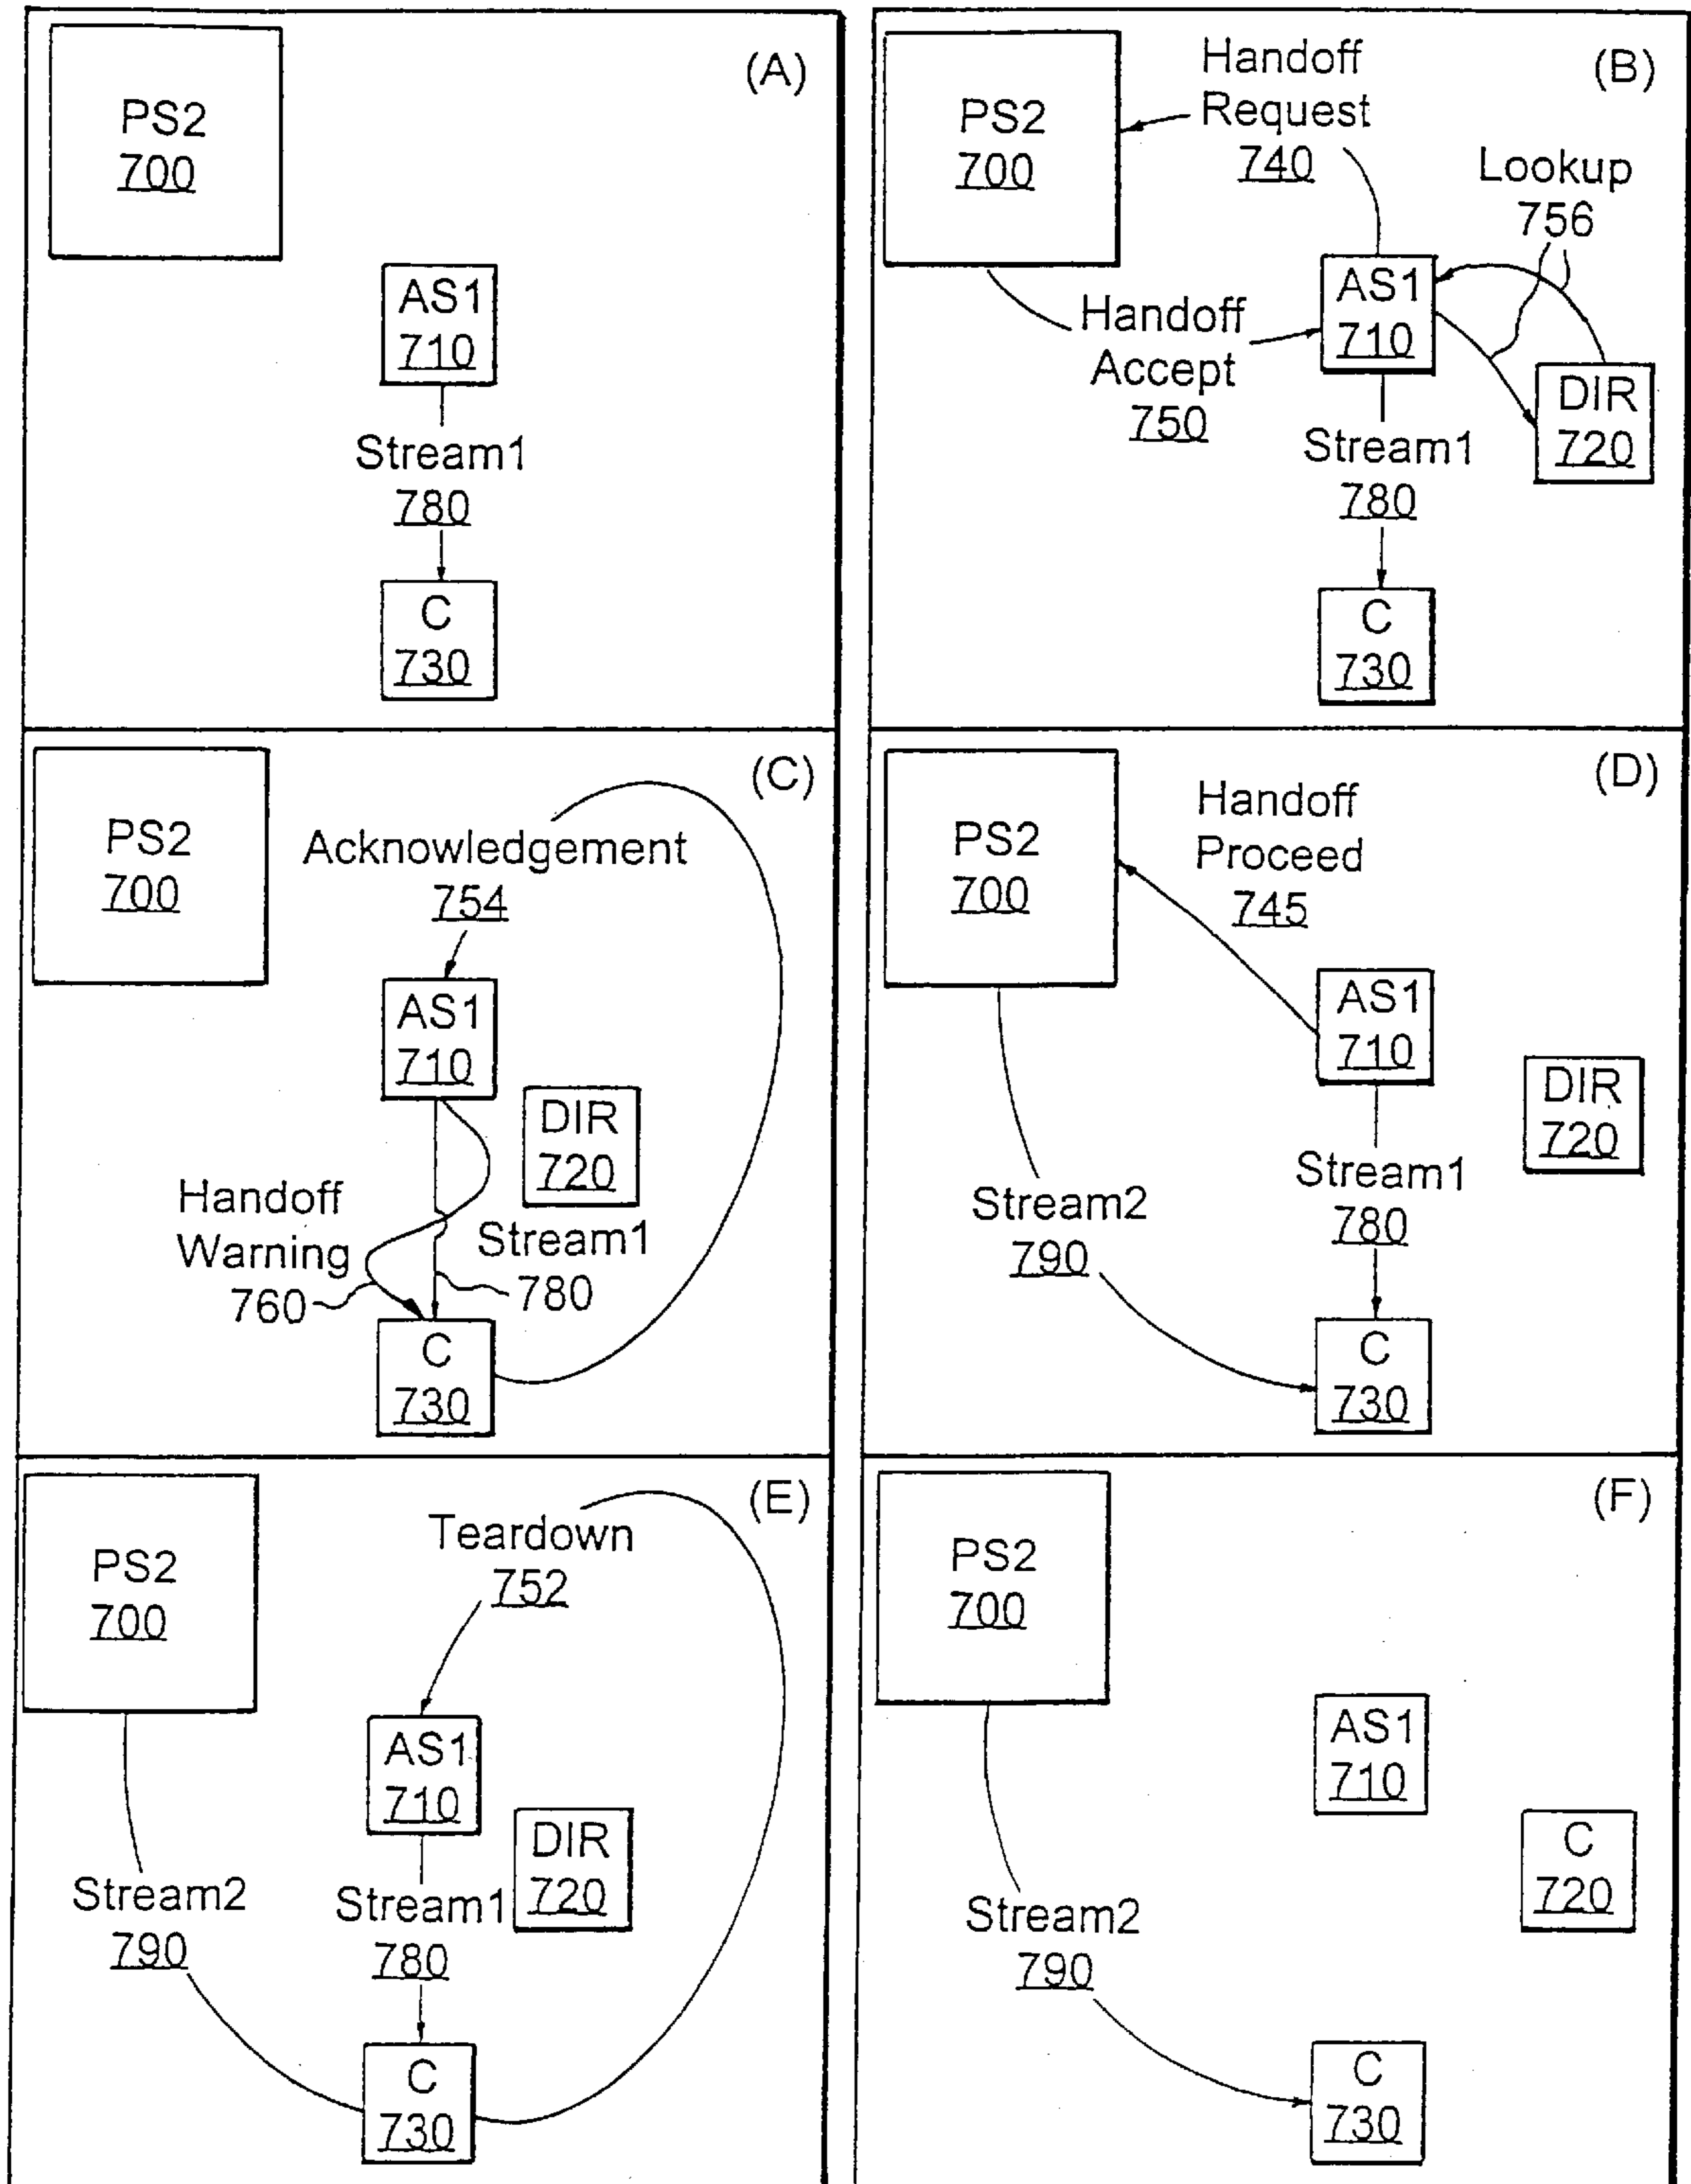 (A)
PS2
700
AS1
710
Stream1
780
C
730
(B)
PS2
700
Handoff
Request
740
Lookup
756
Handoff
Accept
750
AS1
710
DIR
720
Stream1
780
C
730
(C)
PS2
700
Acknowledgement
754
AS1
710
DIR
720
Handoff
Warning
760
Stream1
780
C
730
(D)
PS2
700
Handoff
Proceed
745
AS1
710
DIR
720
Stream2
790
Stream1
780
C
730
(E)
PS2
700
Teardown
752
AS1
710
DIR
720
Stream2
790
Stream1
780
C
730
(F)
PS2
700
AS1
710
C
720
Stream2
790
C
730